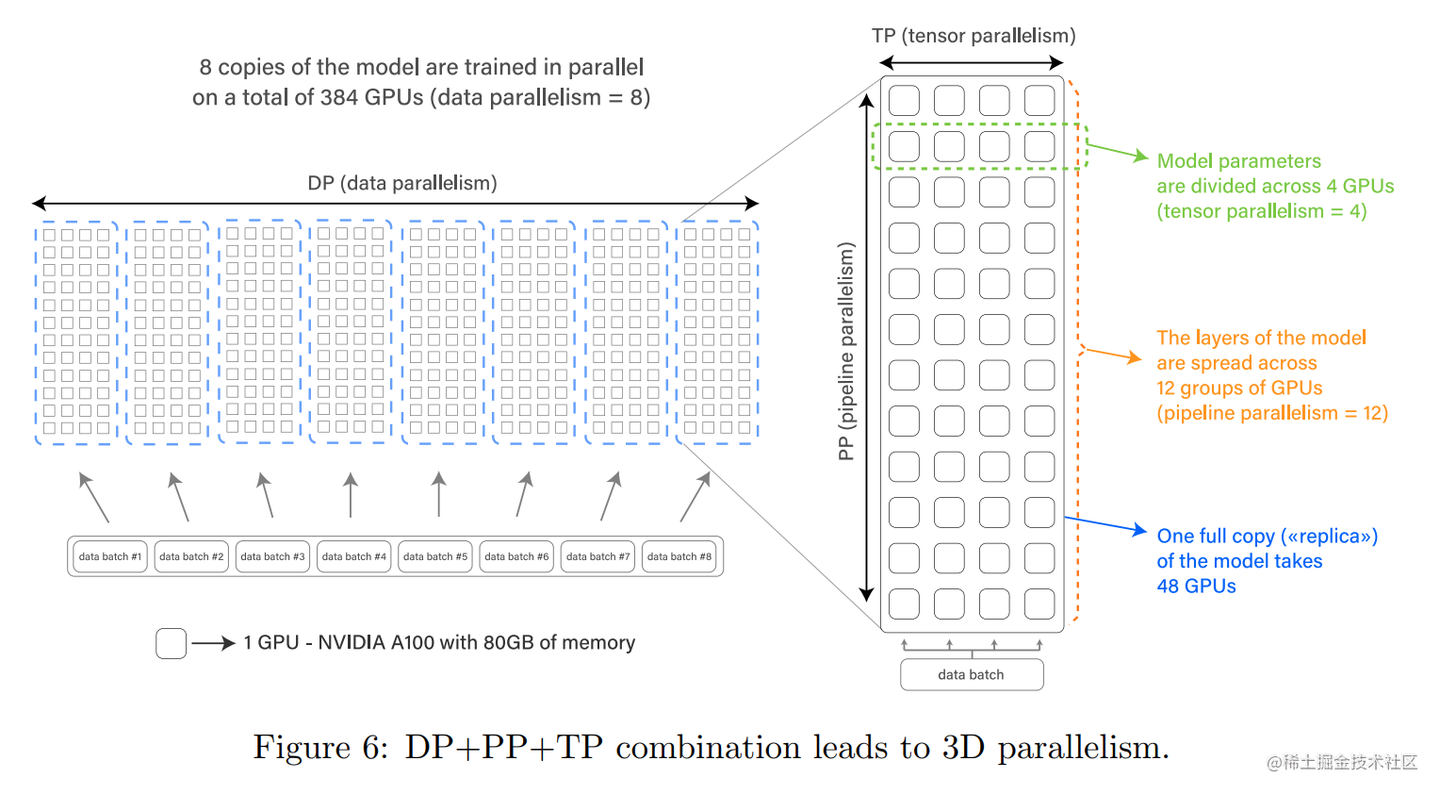 8 copies of the model are trained in parallel
on a total of 384 GPUs (data parallelism = 8)
DP (data parallelism)
data batch #1
data batch #2
data batch #3
data batch #4
data batch #5
data batch #6
data batch #7
data batch #8
1 GPU - NVIDIA A100 with 80GB of memory
TP (tensor parallelism)
PP (pipeline parallelism)
Model parameters
are divided across 4 GPUs
(tensor parallelism = 4)
The layers of the model
are spread across
12 groups of GPUs
(pipeline parallelism = 12)
One full copy («replica»)
of the model takes
48 GPUs
data batch
Figure 6: DP+PP+TP combination leads to 3D parallelism.
@稀土掘金技术社区